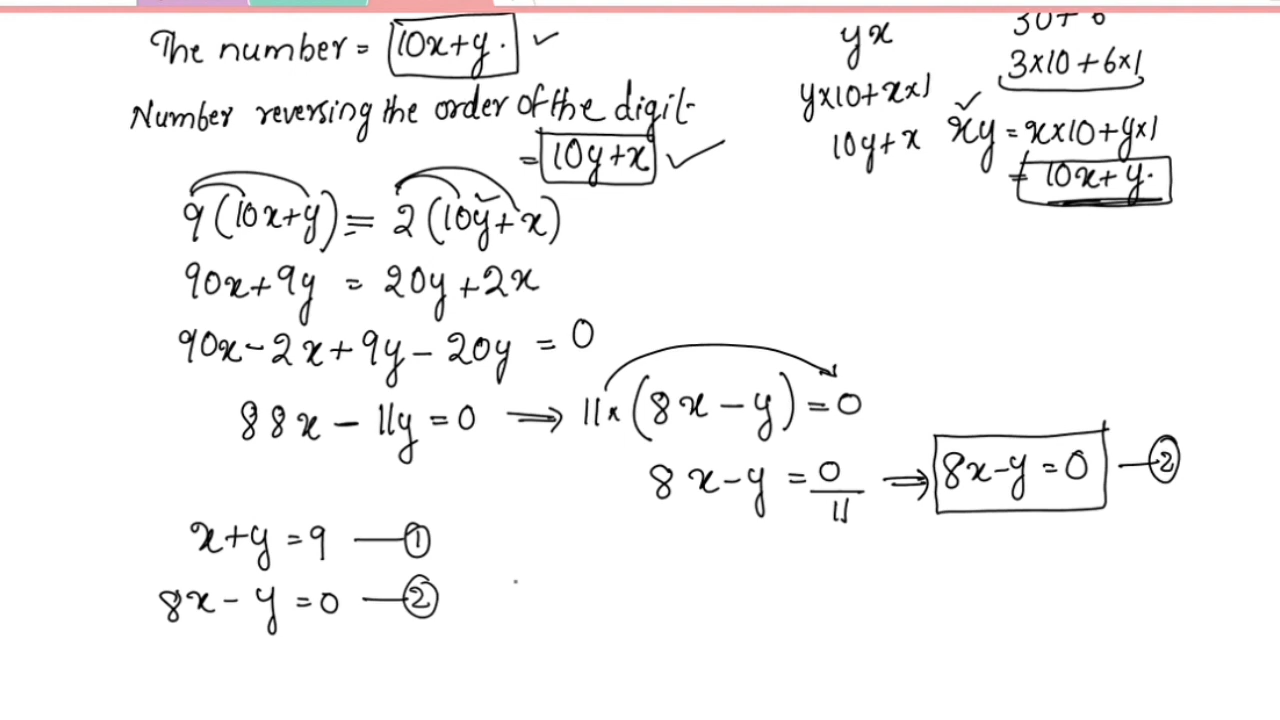 The number = 10x+y. ✓
Number reversing the order of the digit-
= 10y+x ✓
9(10x+y) = 2(10y+x)
90x+9y = 20y+2x
90x-2x+9y-20y = 0
88x - 11y = 0 ⟹ 11×(8x-y) = 0
8x-y = 0/11 ⟹ 8x-y=0 —②
x+y=9 —①
8x-y=0 —②
yx
y×10+x×1
10y+x
3×10+6×1
xy = x×10+y×1
= 10x+y.